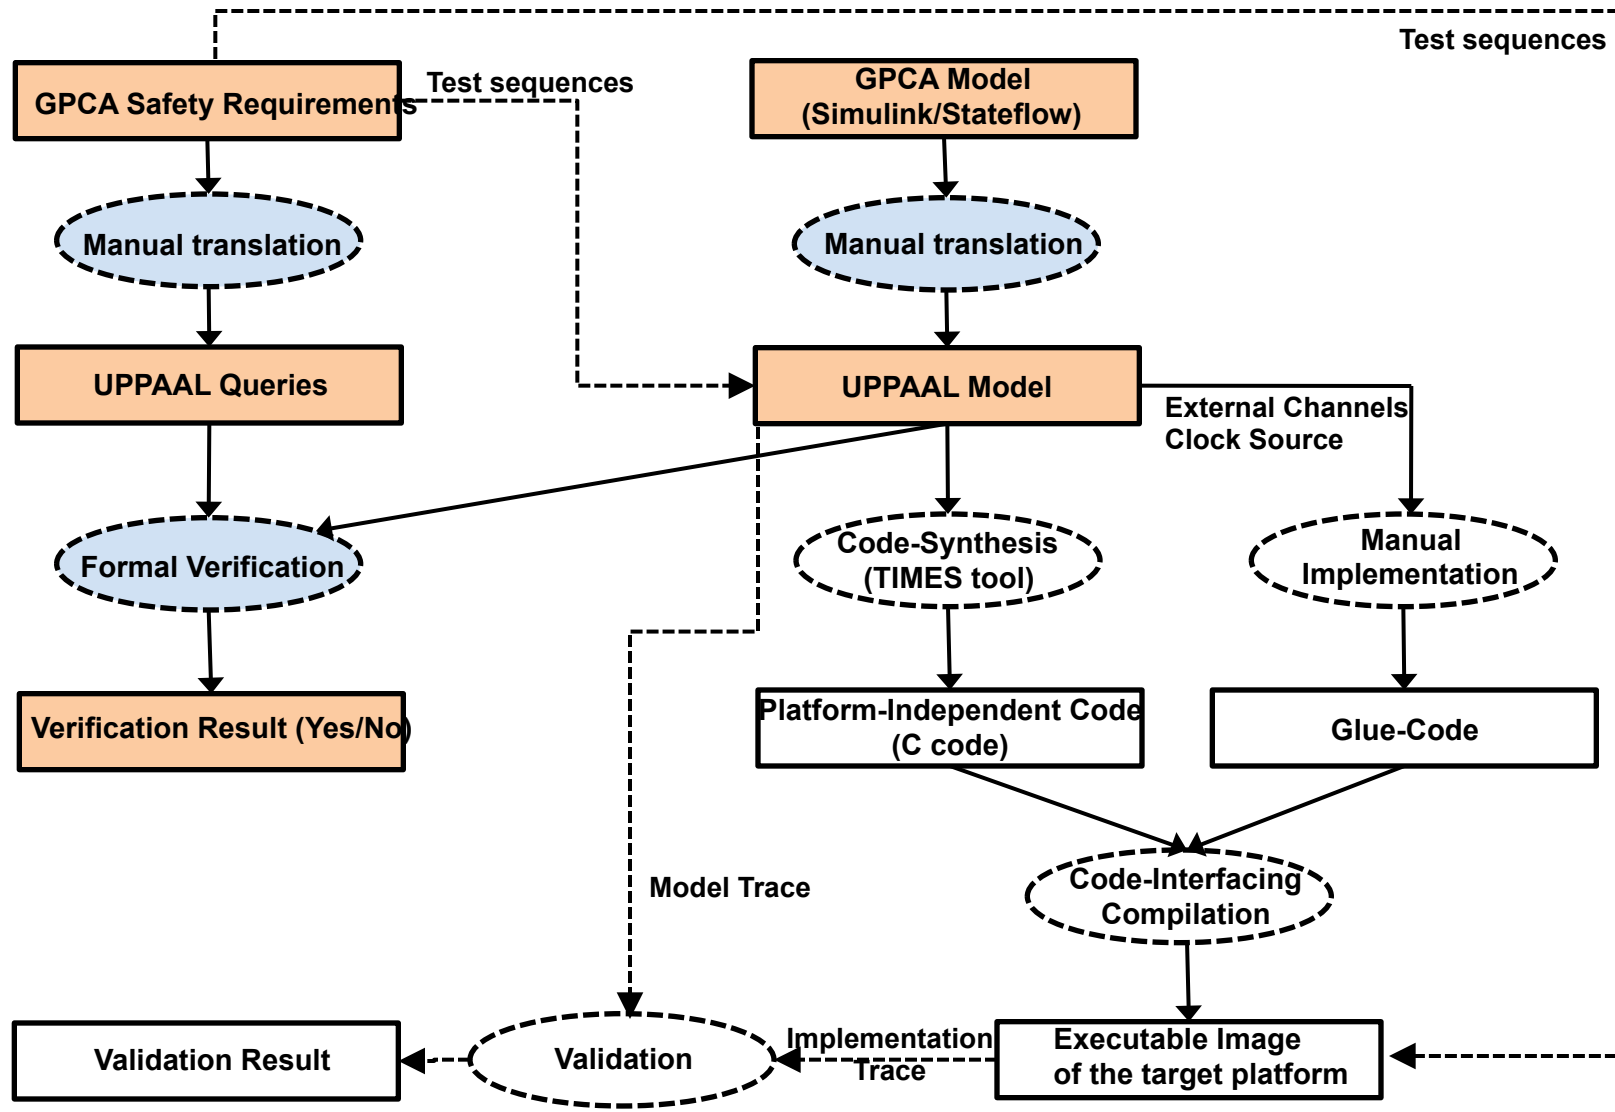 Test sequences
GPCA Safety Requirements
Test sequences
GPCA Model
(Simulink/Stateflow)
Manual translation
Manual translation
UPPAAL Queries
UPPAAL Model
External Channels
Clock Source
Formal Verification
Code-Synthesis
(TIMES tool)
Manual
Implementation
Verification Result (Yes/No)
Platform-Independent Code
(C code)
Glue-Code
Model Trace
Code-Interfacing
Compilation
Validation Result
Validation
Implementation
Trace
Executable Image
of the target platform